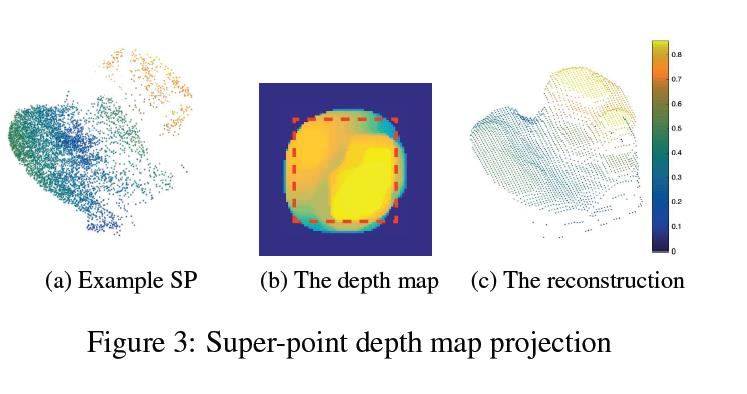 0.8
0.7
0.6
0.5
0.4
0.3
0.2
0.1
0
(a) Example SP
(b) The depth map
(c) The reconstruction
Figure 3: Super-point depth map projection